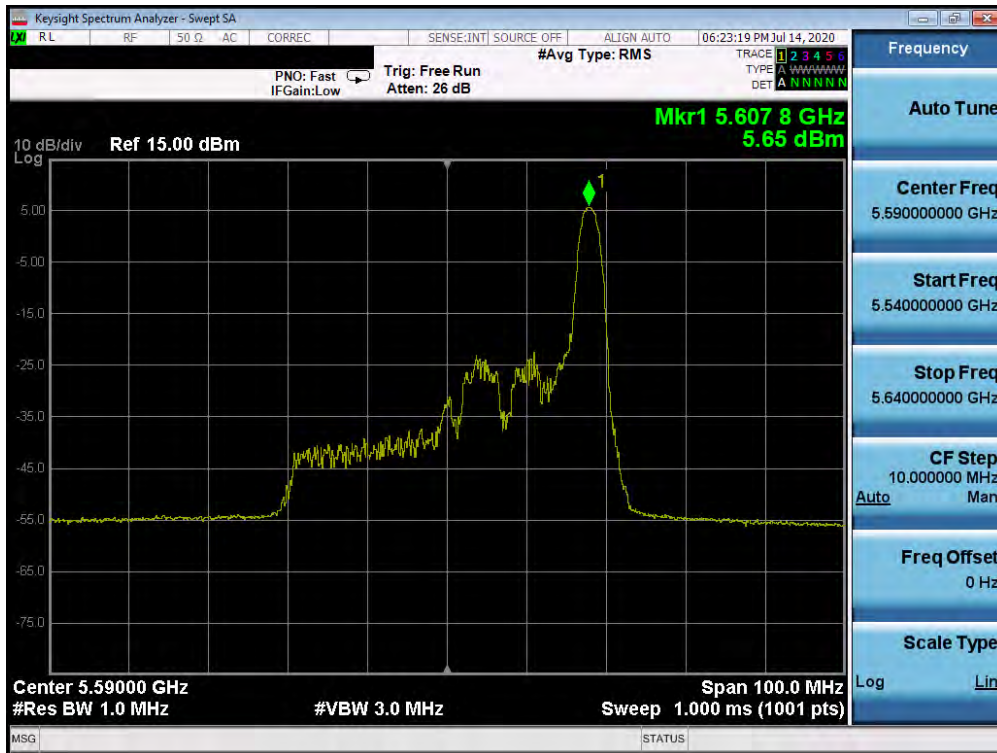 Keysight Spectrum Analyzer - Swept SA
LXI RL RF 50 Ω AC CORREC SENSE:INT SOURCE OFF ALIGN AUTO 06:23:19 PM Jul 14, 2020
#Avg Type: RMS TRACE 1 2 3 4 5 6
PNO: Fast Trig: Free Run TYPE A WWWWW
IFGain:Low Atten: 26 dB DET A N N N N N
Mkr1 5.607 8 GHz
5.65 dBm
10 dB/div Ref 15.00 dBm
Log
1
5.00
-5.00
-15.0
-25.0
-35.0
-45.0
-55.0
-65.0
-75.0
Center 5.59000 GHz Span 100.0 MHz
#Res BW 1.0 MHz #VBW 3.0 MHz Sweep 1.000 ms (1001 pts)
MSG STATUS
Frequency
Auto Tune
Center Freq
5.590000000 GHz
Start Freq
5.540000000 GHz
Stop Freq
5.640000000 GHz
CF Step
10.000000 MHz
Auto Man
Freq Offset
0 Hz
Scale Type
Log Lin